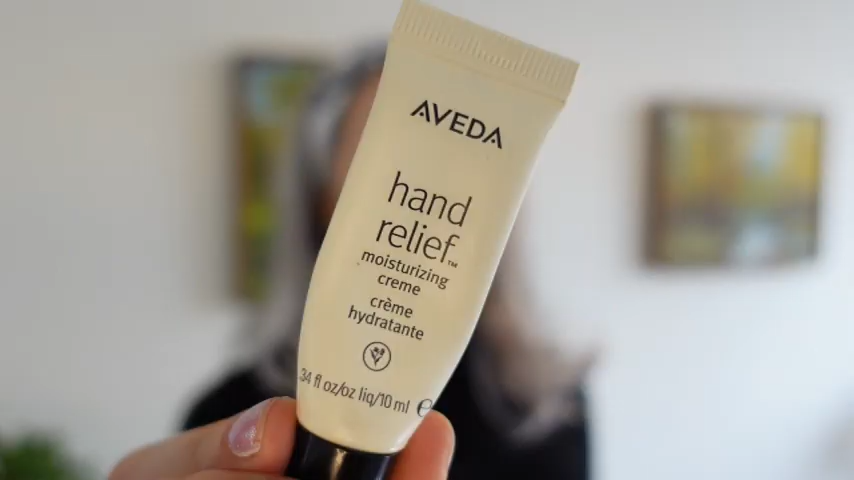 AVEDA
hand
relief™
moisturizing
creme
crème
hydratante
.34 fl oz/oz liq/10 ml ℮